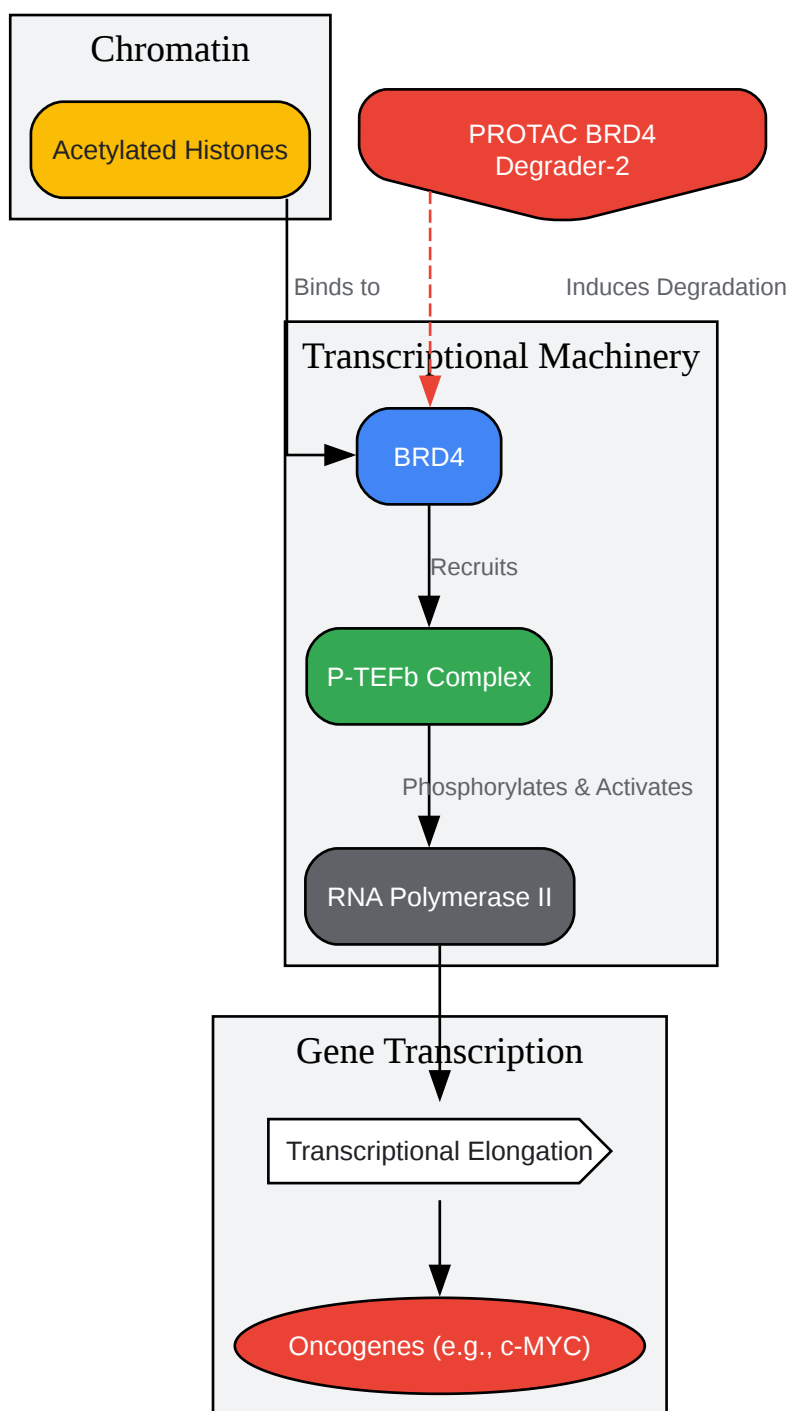 Chromatin
Acetylated Histones
PROTAC BRD4
Degrader-2
Binds to
Induces Degradation
Transcriptional Machinery
BRD4
Recruits
P-TEFb Complex
Phosphorylates & Activates
RNA Polymerase II
Gene Transcription
Transcriptional Elongation
Oncogenes (e.g., c-MYC)